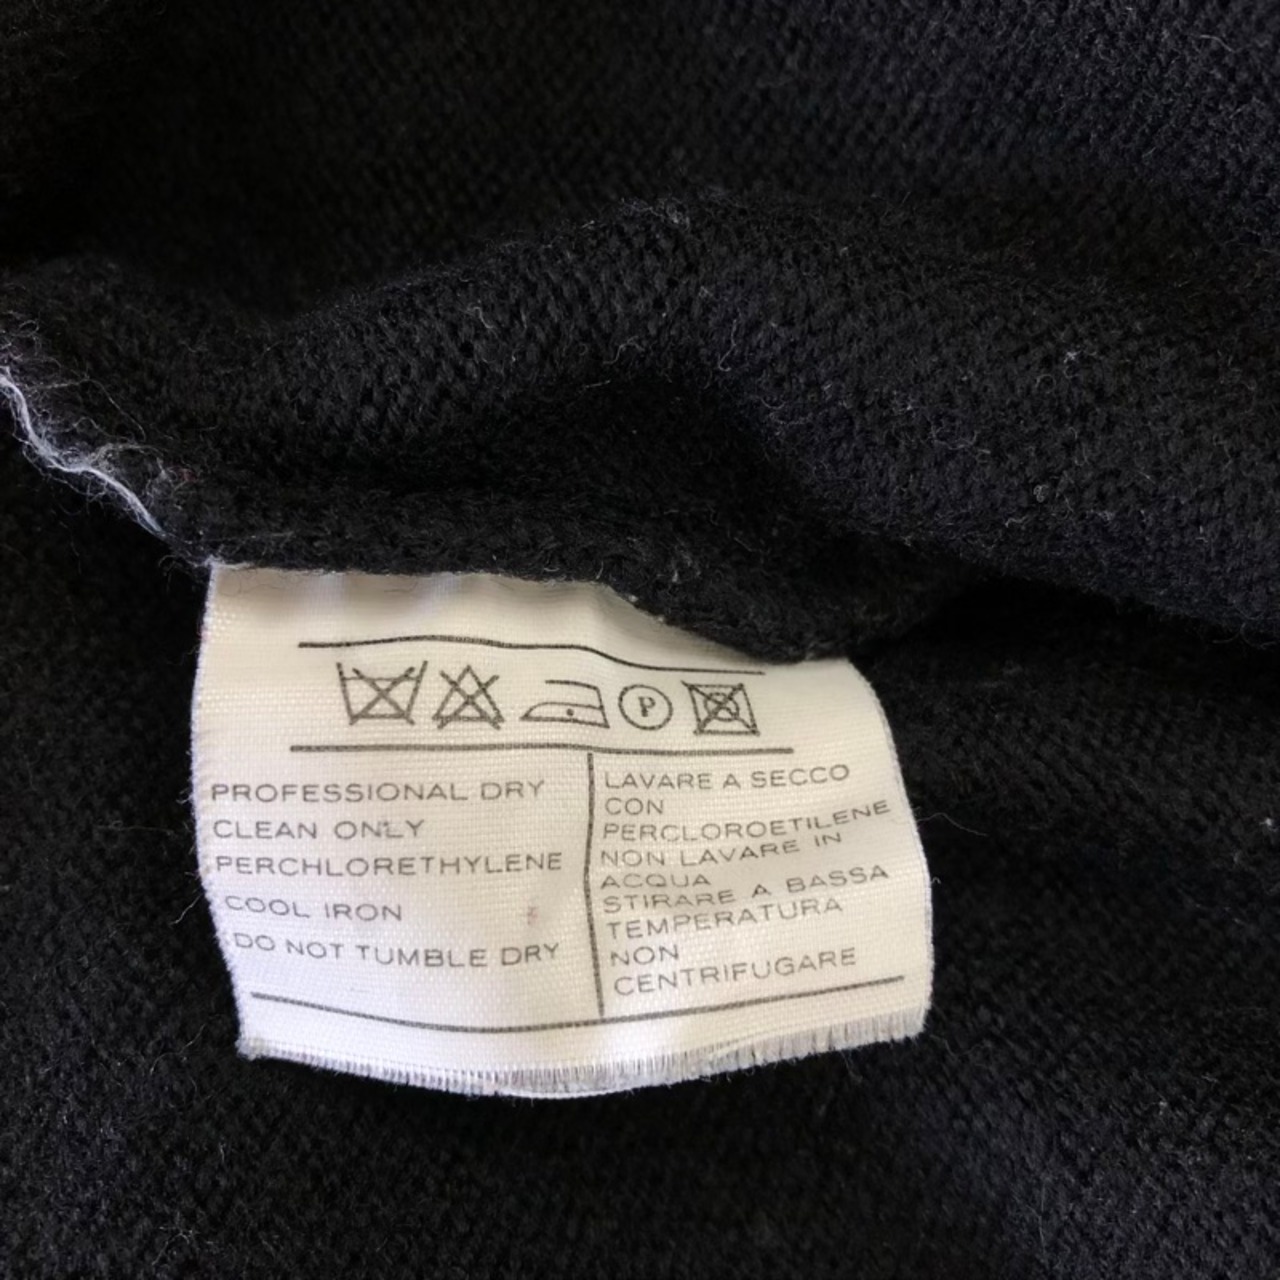 P
PROFESSIONAL DRY
CLEAN ONLY
PERCHLORETHYLENE
COOL IRON
DO NOT TUMBLE DRY
LAVARE A SECCO
CON
PERCLOROETILENE
NON LAVARE IN
ACQUA
STIRARE A BASSA
TEMPERATURA
NON
CENTRIFUGARE